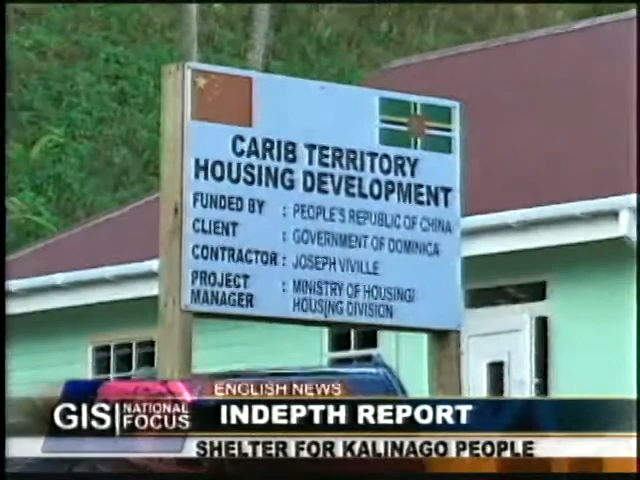 CARIB TERRITORY
HOUSING DEVELOPMENT
FUNDED BY : PEOPLE'S REPUBLIC OF CHINA
CLIENT : GOVERNMENT OF DOMINICA
CONTRACTOR : JOSEPH VIVILLE
PROJECT MANAGER : MINISTRY OF HOUSING/
HOUSING DIVISION
ENGLISH NEWS
GIS NATIONAL FOCUS
INDEPTH REPORT
SHELTER FOR KALINAGO PEOPLE